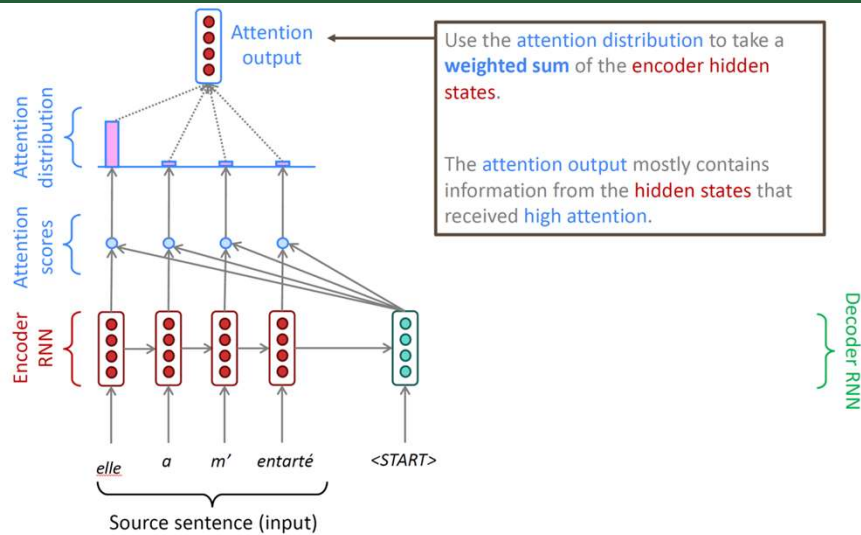 Attention
output
Use the attention distribution to take a
weighted sum of the encoder hidden
states.
The attention output mostly contains
information from the hidden states that
received high attention.
Attention
distribution
Attention
scores
Encoder
RNN
Decoder RNN
elle
a
m'
entarté
<START>
Source sentence (input)